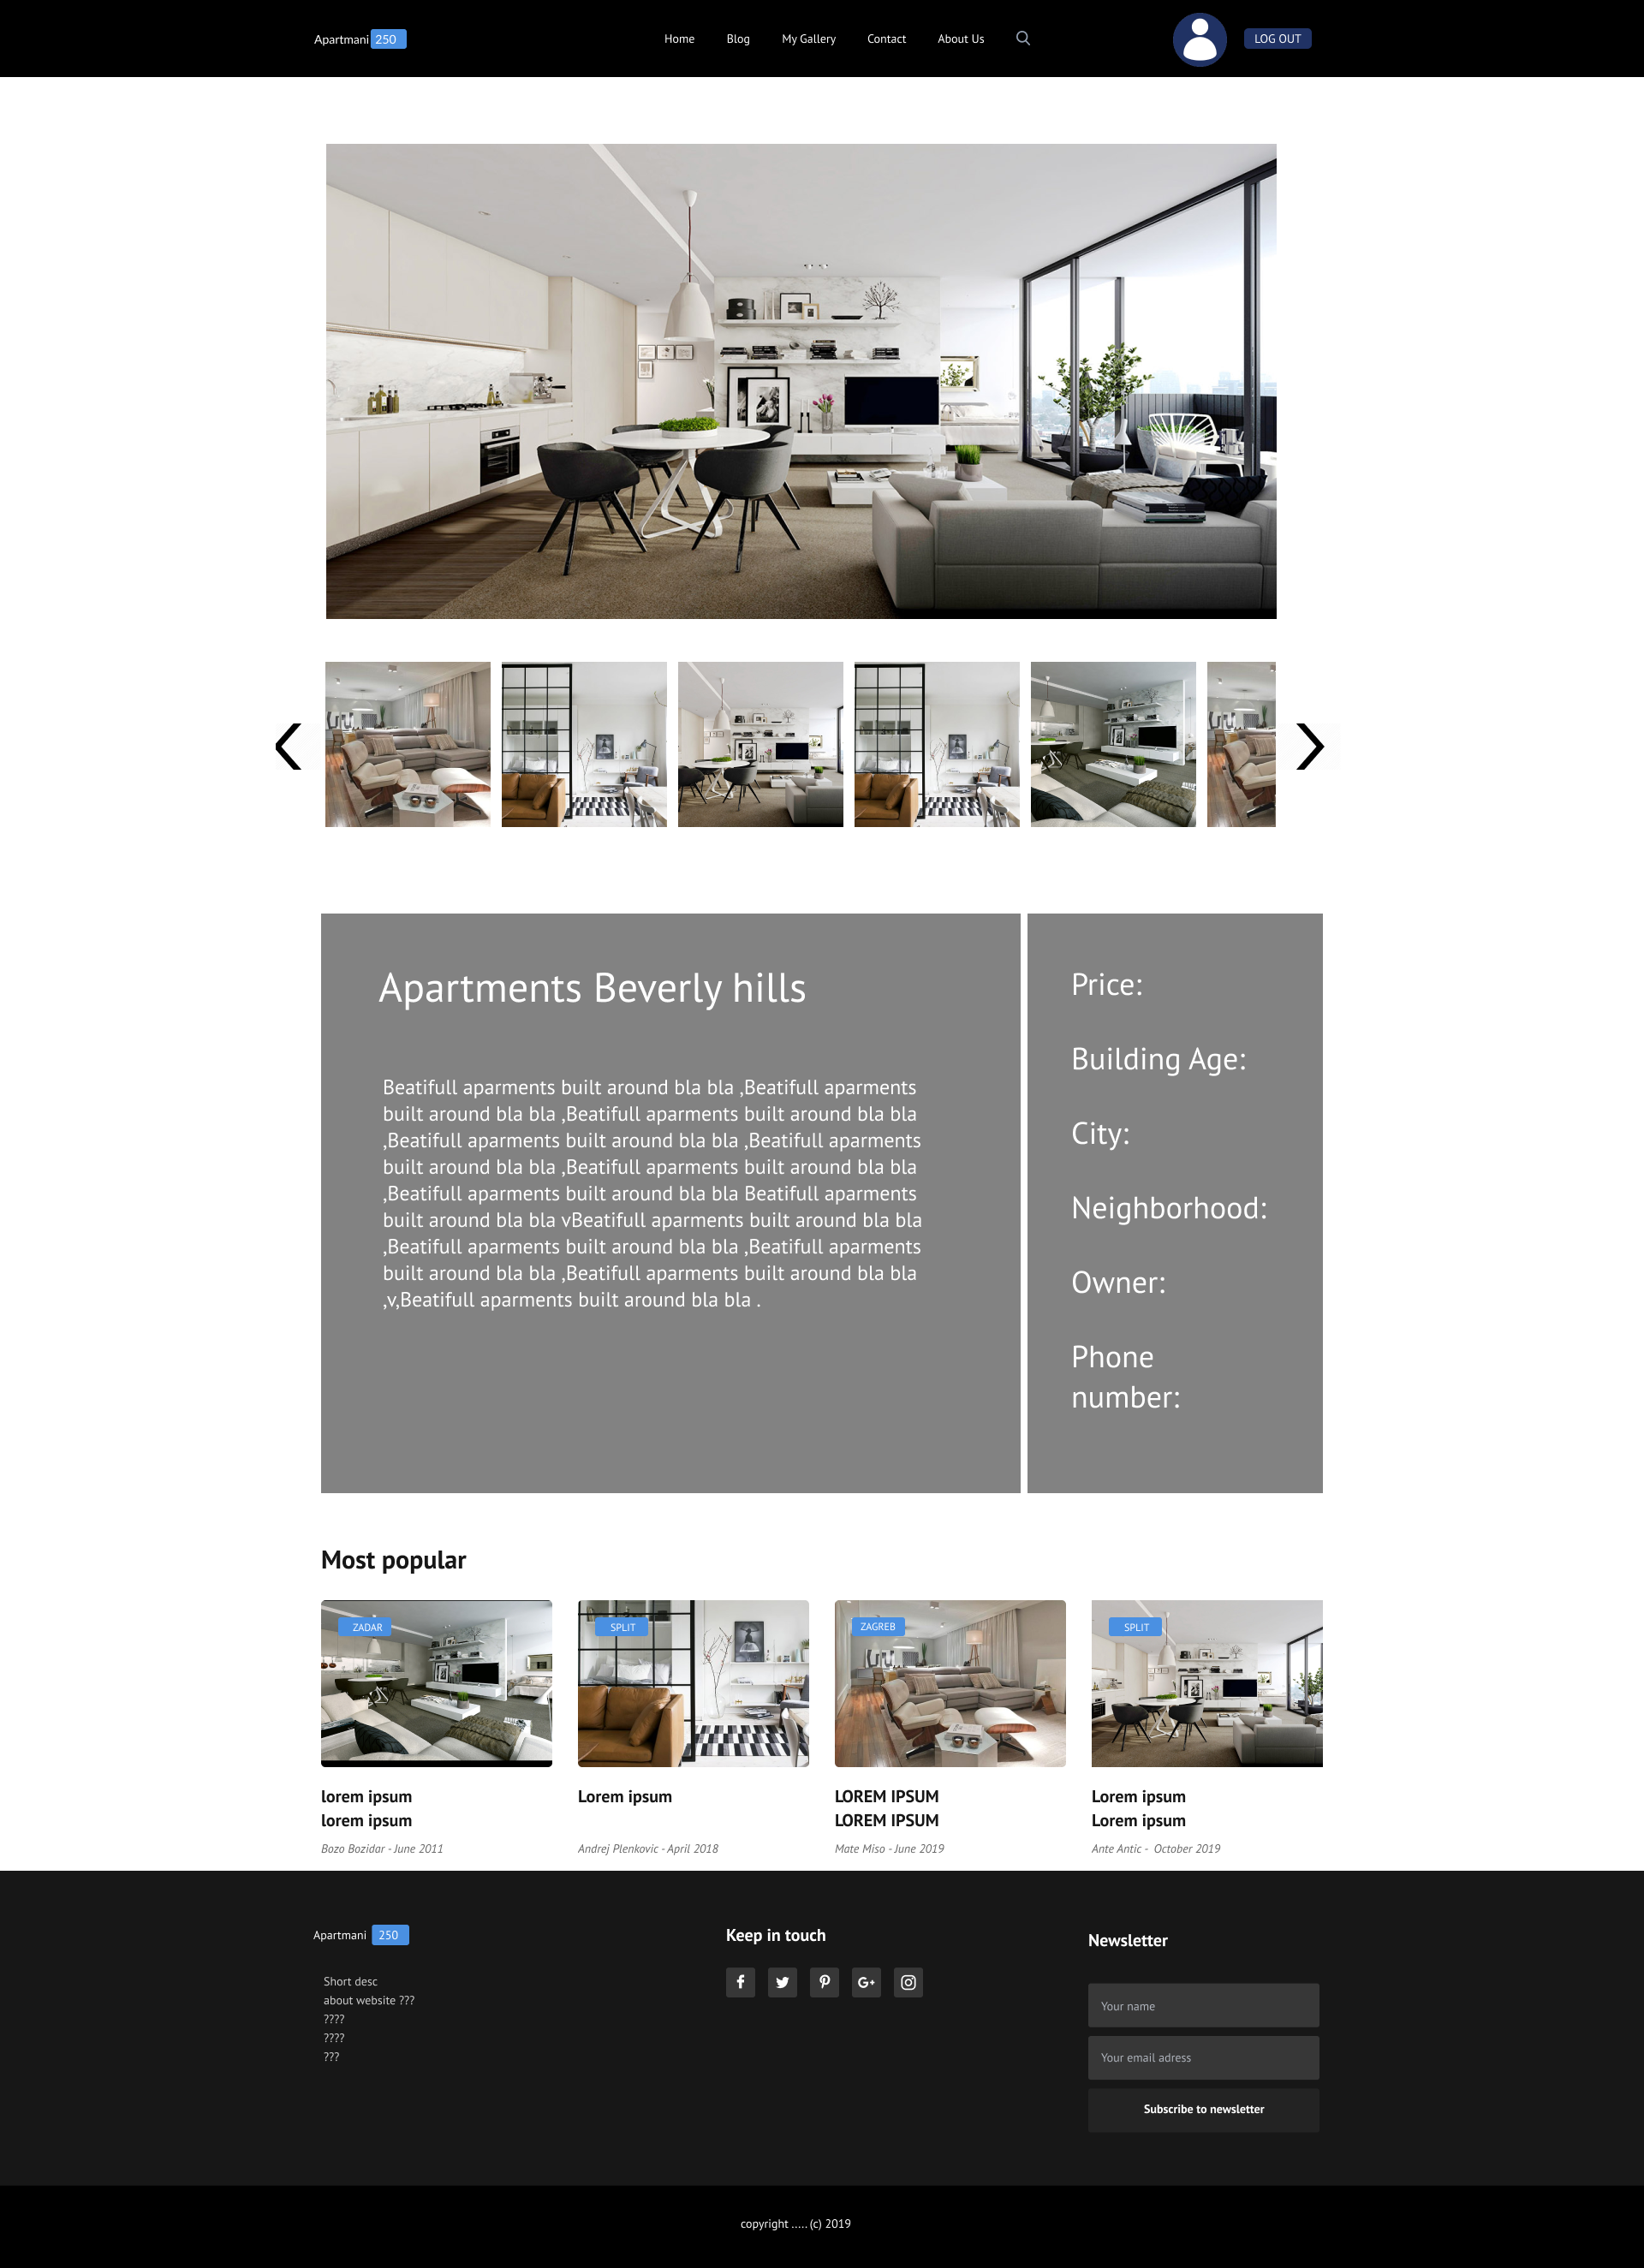 Apartmani 250
Home Blog My Gallery Contact About Us
LOG OUT
Apartments Beverly hills
Beatifull aparments built around bla bla ,Beatifull aparments
built around bla bla ,Beatifull aparments built around bla bla
,Beatifull aparments built around bla bla ,Beatifull aparments
built around bla bla ,Beatifull aparments built around bla bla
,Beatifull aparments built around bla bla Beatifull aparments
built around bla bla vBeatifull aparments built around bla bla
,Beatifull aparments built around bla bla ,Beatifull aparments
built around bla bla ,Beatifull aparments built around bla bla
,v,Beatifull aparments built around bla bla .
Price:
Building Age:
City:
Neighborhood:
Owner:
Phone
number:
Most popular
ZADAR
lorem ipsum
lorem ipsum
Bozo Bozidar - June 2011
SPLIT
Lorem ipsum
Andrej Plenkovic - April 2018
ZAGREB
LOREM IPSUM
LOREM IPSUM
Mate Miso - June 2019
SPLIT
Lorem ipsum
Lorem ipsum
Ante Antic - October 2019
Apartmani 250
Short desc
about website ???
????
????
???
Keep in touch
Newsletter
Your name
Your email adress
Subscribe to newsletter
copyright ..... (c) 2019